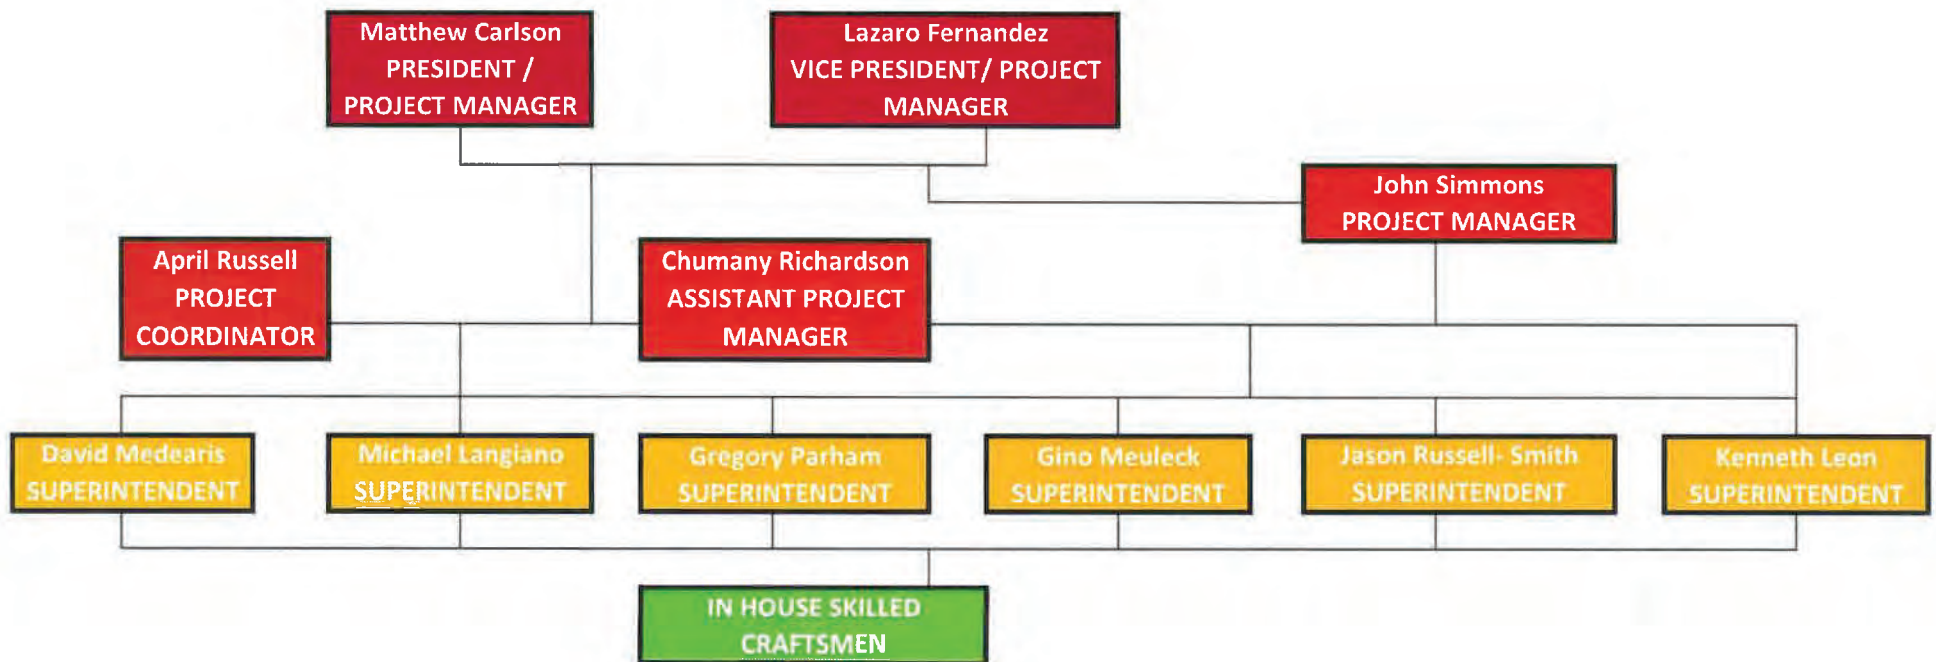 Matthew Carlson
PRESIDENT /
PROJECT MANAGER
Lazaro Fernandez
VICE PRESIDENT/ PROJECT
MANAGER
John Simmons
PROJECT MANAGER
April Russell
PROJECT
COORDINATOR
Chumany Richardson
ASSISTANT PROJECT
MANAGER
David Medearis
SUPERINTENDENT
Michael Langiano
SUPERINTENDENT
Gregory Parham
SUPERINTENDENT
Gino Meuleck
SUPERINTENDENT
Jason Russell- Smith
SUPERINTENDENT
Kenneth Leon
SUPERINTENDENT
IN HOUSE SKILLED
CRAFTSMEN